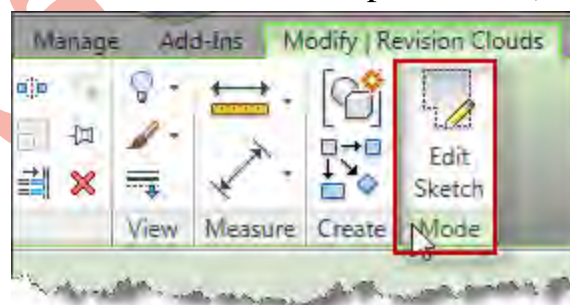 Manage Add-Ins Modify | Revision Clouds
Edit
Sketch
View Measure Create Mode